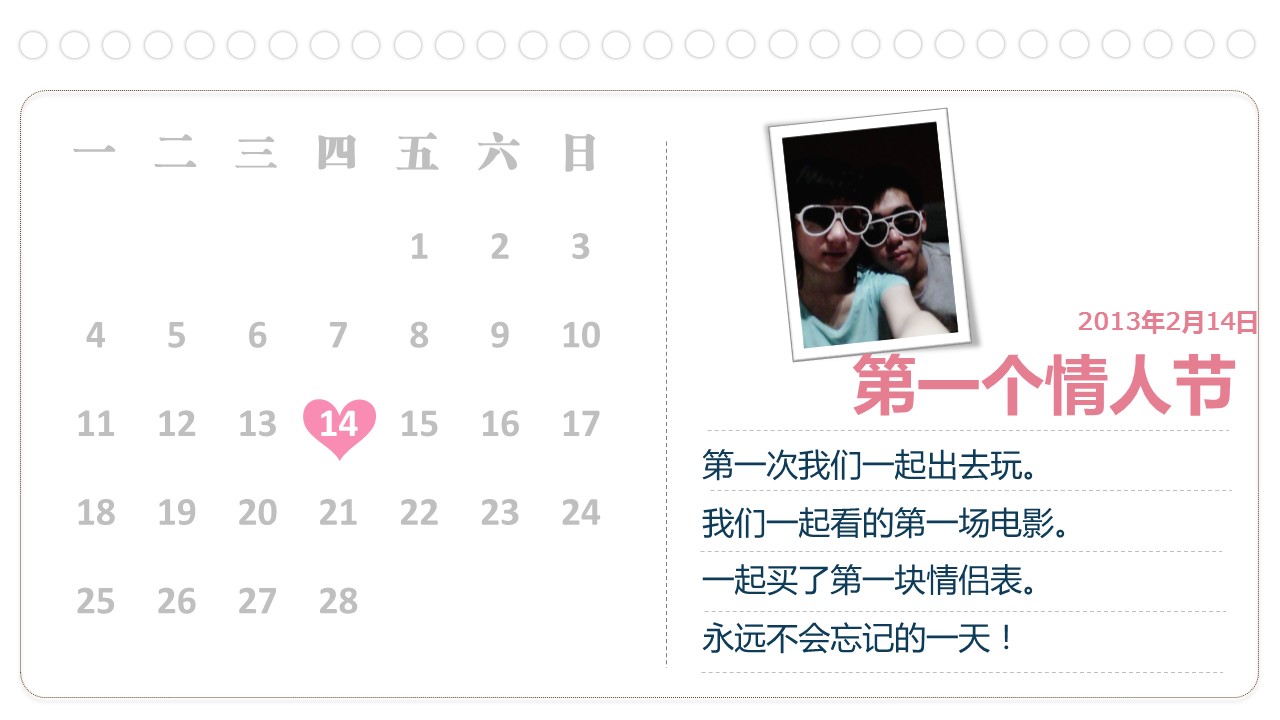 一 二 三 四 五 六 日
1 2 3
4 5 6 7 8 9 10
11 12 13 14 15 16 17
18 19 20 21 22 23 24
25 26 27 28
2013年2月14日
第一个情人节
第一次我们一起出去玩。
我们一起看的第一场电影。
一起买了第一块情侣表。
永远不会忘记的一天！